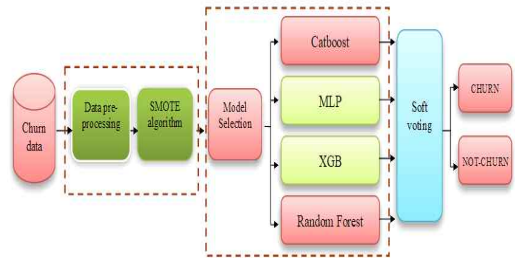 Churn
data
Data pre-
processing
SMOTE
algorithm
Model
Selection
Catboost
MLP
XGB
Random Forest
Soft
voting
CHURN
NOT-CHURN